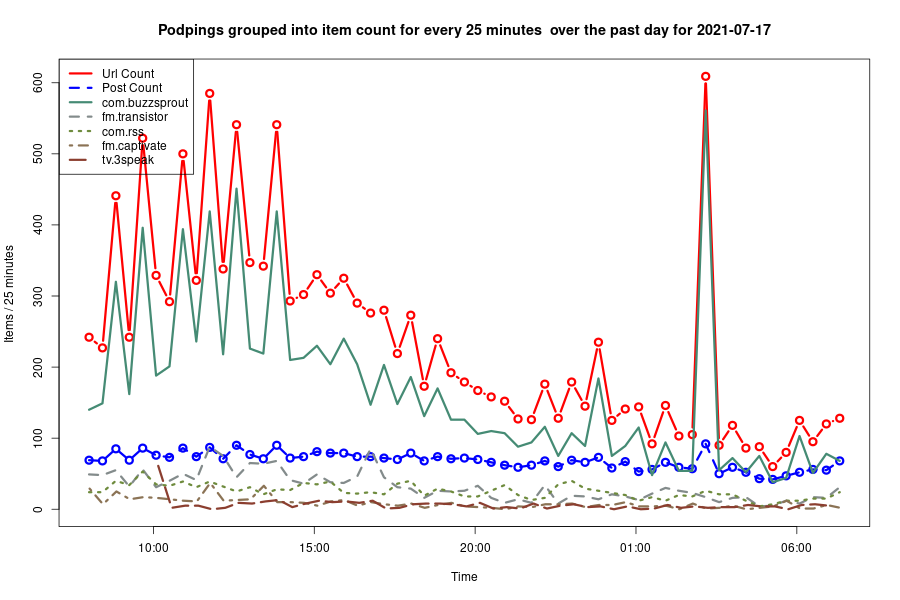 Podpings grouped into item count for every 25 minutes  over the past day for 2021-07-17
Url Count
Post Count
com.buzzsprout
fm.transistor
com.rss
fm.captivate
tv.3speak
Items / 25 minutes
600
500
400
300
200
100
0
10:00
15:00
20:00
01:00
06:00
Time